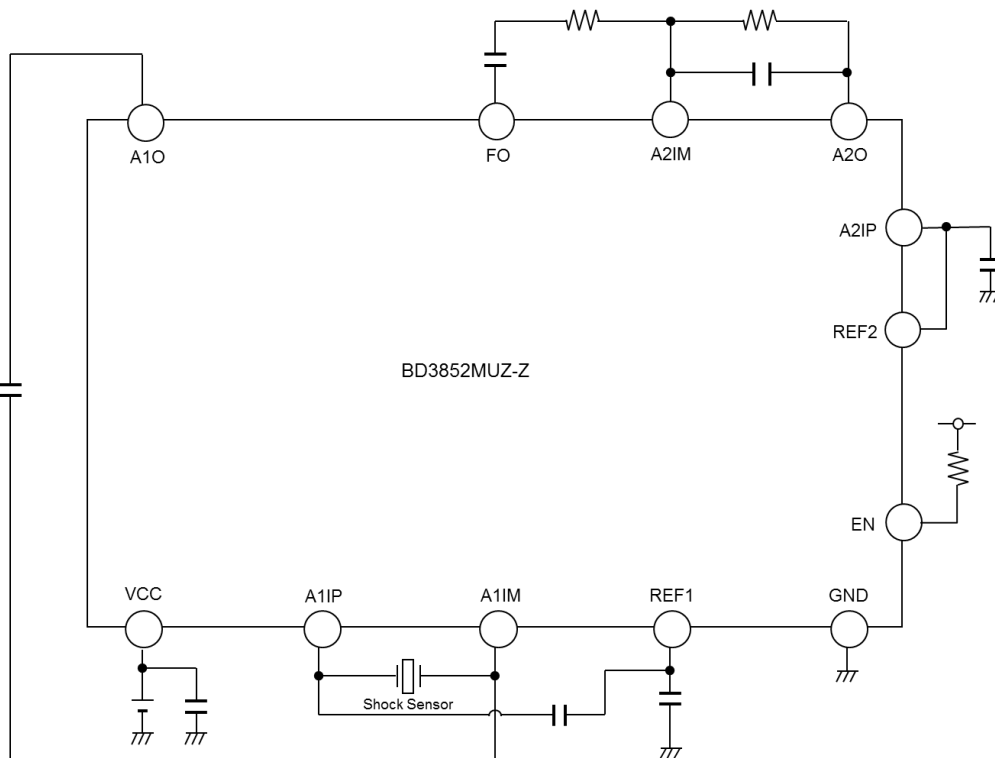 A1O
FO
A2IM
A2O
A2IP
REF2
BD3852MUZ-Z
EN
VCC
A1IP
A1IM
REF1
GND
Shock Sensor